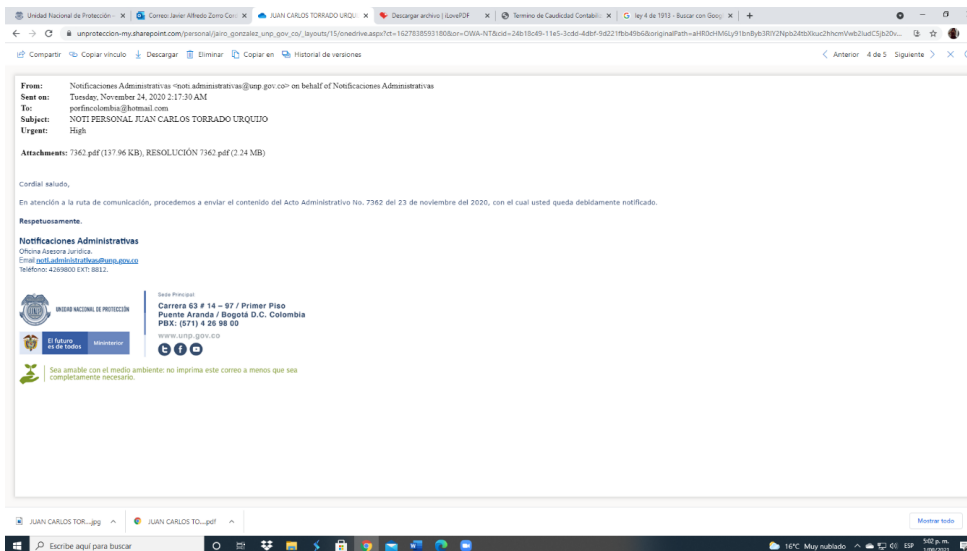 Unidad Nacional de Protección -
Correo: Javier Alfredo Zorro Con
JUAN CARLOS TORRADO URQUI
Descargar archivo | iLovePDF
Termino de Caudicdad Contabili
ley 4 de 1913 - Buscar con Goog
Compartir
Copiar vínculo
Descargar
Eliminar
Copiar en
Historial de versiones
Anterior 4 de 5 Siguiente
From: Notificaciones Administrativas <noti.administrativas@unp.gov.co> on behalf of Notificaciones Administrativas
Sent on: Tuesday, November 24, 2020 2:17:30 AM
To: porfincolombia@hotmail.com
Subject: NOTI PERSONAL JUAN CARLOS TORRADO URQUIJO
Urgent: High
Attachments: 7362.pdf (137.96 KB), RESOLUCIÓN 7362.pdf (2.24 MB)
Cordial saludo,
En atención a la ruta de comunicación, procedemos a enviar el contenido del Acto Administrativo No. 7362 del 23 de noviembre del 2020, con el cual usted queda debidamente notificado.
Respetuosamente.
Notificaciones Administrativas
Oficina Asesora Juridica.
Email noti.administrativas@unp.gov.co
Teléfono: 4269800 EXT: 8812.
UNIDAD NACIONAL DE PROTECCIÓN
El futuro
es de todos
Mininterior
Sede Principal
Carrera 63 # 14 – 97 / Primer Piso
Puente Aranda / Bogotá D.C. Colombia
PBX: (571) 4 26 98 00
www.unp.gov.co
Sea amable con el medio ambiente: no imprima este correo a menos que sea
completamente necesario.
JUAN CARLOS TOR....jpg
JUAN CARLOS TO....pdf
Mostrar todo
Escribe aquí para buscar
16°C Muy nublado
ESP
5:02 p. m.
1/08/2021